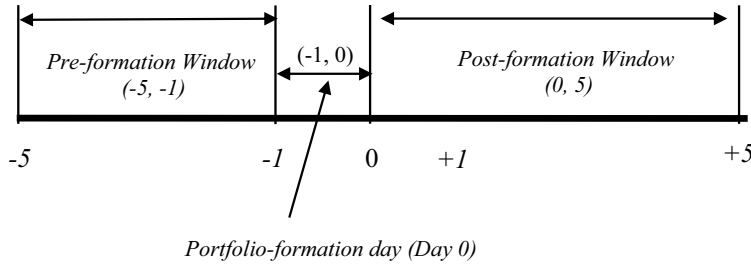 Pre-formation Window
(-5, -1)
(-1, 0)
Post-formation Window
(0, 5)
-5
-1
0
+1
+5
Portfolio-formation day (Day 0)